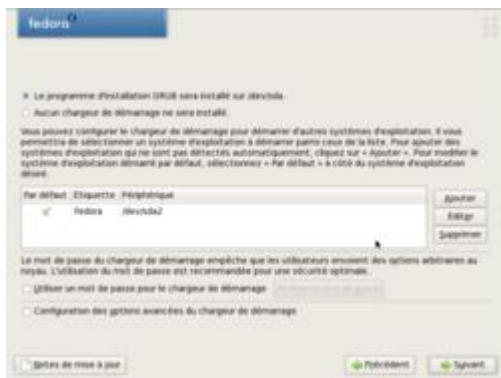 fedora
Le programme d'installation GRUB sera installé sur /dev/sda.
Aucun chargeur de démarrage ne sera installé.
Vous pouvez configurer le chargeur de démarrage pour démarrer d'autres systèmes d'exploitation. Il vous
permettra de sélectionner un système d'exploitation à démarrer parmi ceux de la liste. Pour ajouter des
systèmes d'exploitation qui ne sont pas détectés automatiquement, cliquez sur « Ajouter ». Pour modifier le
système d'exploitation démarré par défaut, sélectionnez « Par défaut » à côté du système d'exploitation
désiré.
Par défaut Etiquette Périphérique
Fedora /dev/sda2
Ajouter
Editer
Supprimer
Le mot de passe du chargeur de démarrage empêche que les utilisateurs envoient des options arbitraires au
noyau. L'utilisation du mot de passe est recommandée pour une sécurité optimale.
Utiliser un mot de passe pour le chargeur de démarrage
Configuration des options avancées du chargeur de démarrage
Notes de mise à jour
Précédent
Suivant